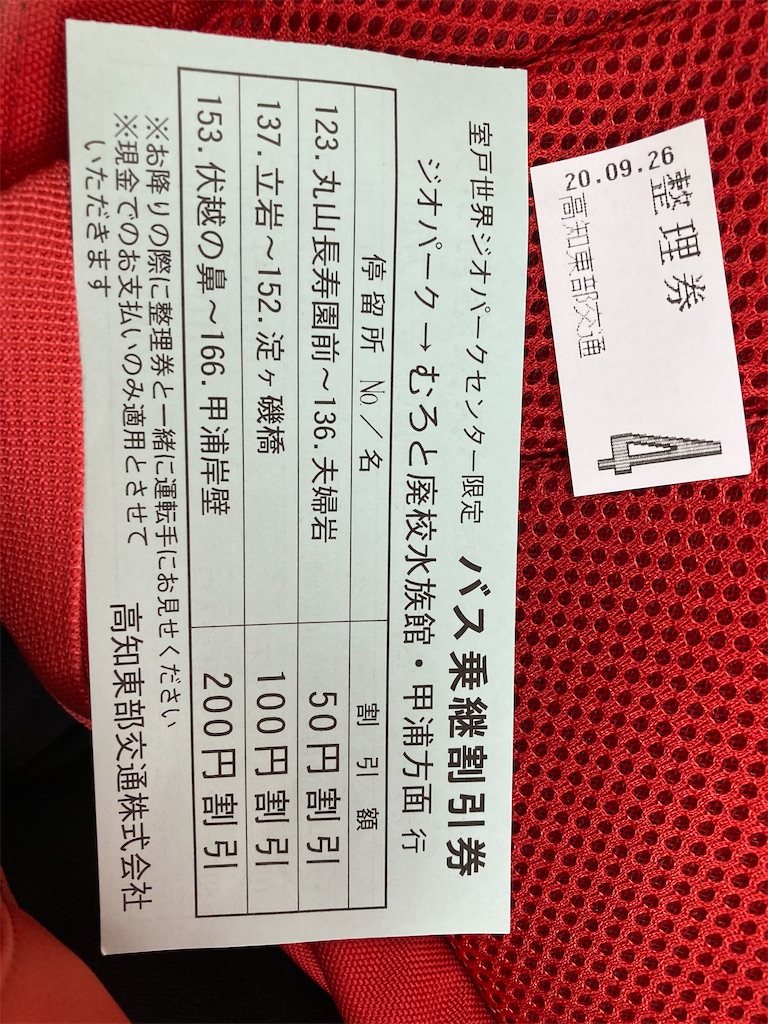 室戸世界ジオパークセンター限定 バス乗継割引券
ジオパーク→むろと廃校水族館・甲浦方面 行
停留所 №/名 割引額
123.丸山長寿園前~136.夫婦岩 50円割引
137.立岩~152.淀ヶ磯橋 100円割引
153.伏越の鼻~166.甲浦岸壁 200円割引
※お降りの際に整理券と一緒に運転手にお見せください
※現金でのお支払いのみ適用とさせて
いただきます
高知東部交通株式会社
整理券
20.09.26
高知東部交通
4